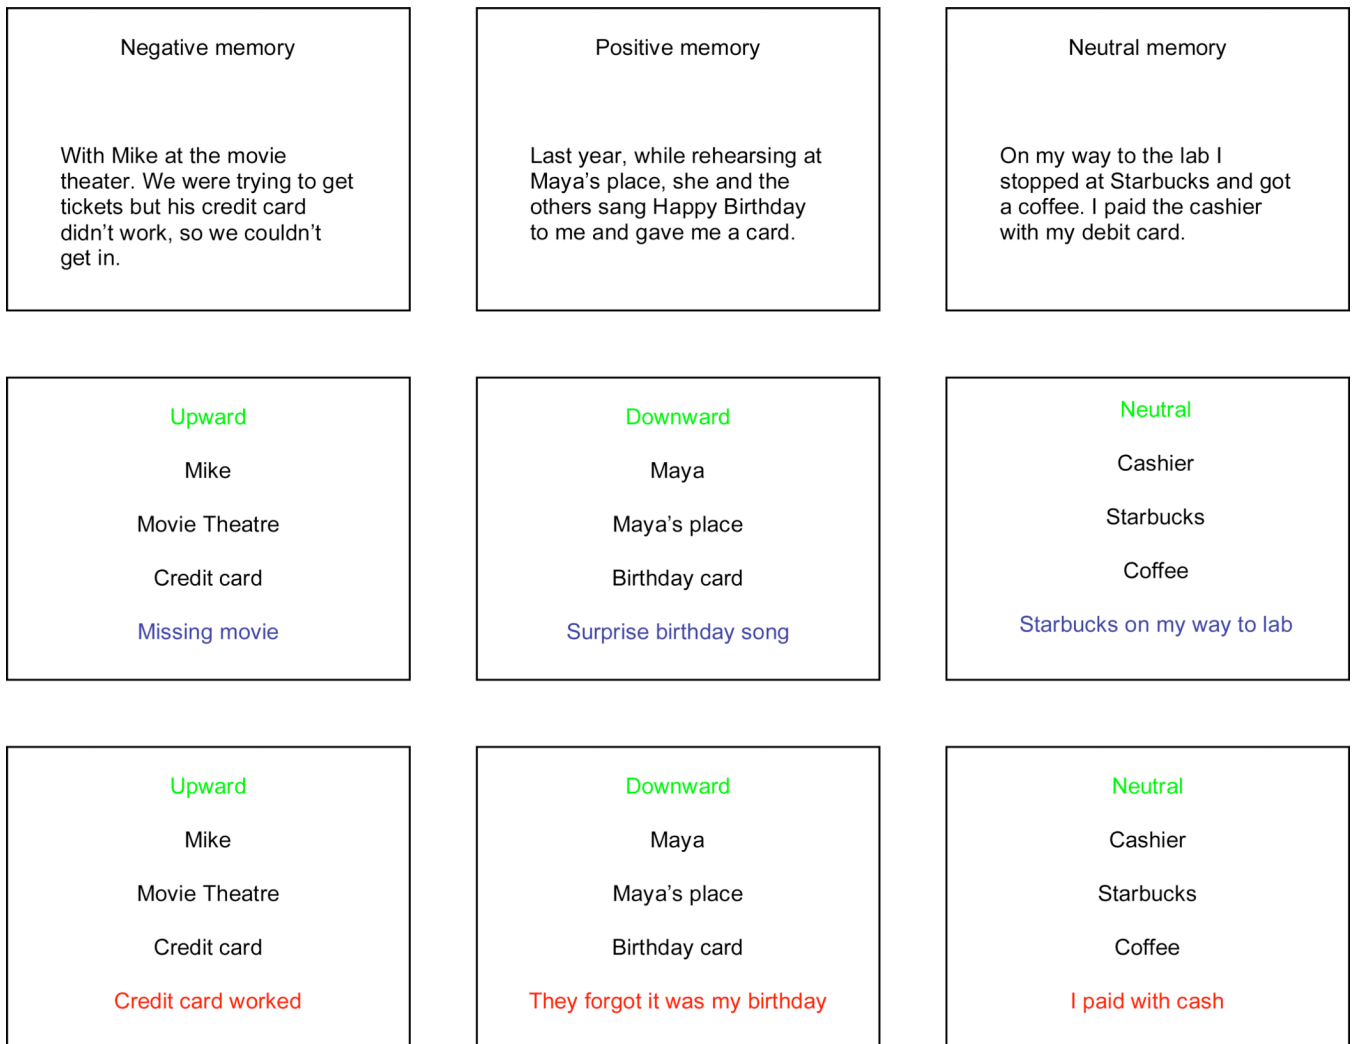 Negative memory
With Mike at the movie
theater. We were trying to get
tickets but his credit card
didn’t work, so we couldn’t
get in.
Positive memory
Last year, while rehearsing at
Maya’s place, she and the
others sang Happy Birthday
to me and gave me a card.
Neutral memory
On my way to the lab I
stopped at Starbucks and got
a coffee. I paid the cashier
with my debit card.
Upward
Mike
Movie Theatre
Credit card
Missing movie
Downward
Maya
Maya’s place
Birthday card
Surprise birthday song
Neutral
Cashier
Starbucks
Coffee
Starbucks on my way to lab
Upward
Mike
Movie Theatre
Credit card
Credit card worked
Downward
Maya
Maya’s place
Birthday card
They forgot it was my birthday
Neutral
Cashier
Starbucks
Coffee
I paid with cash